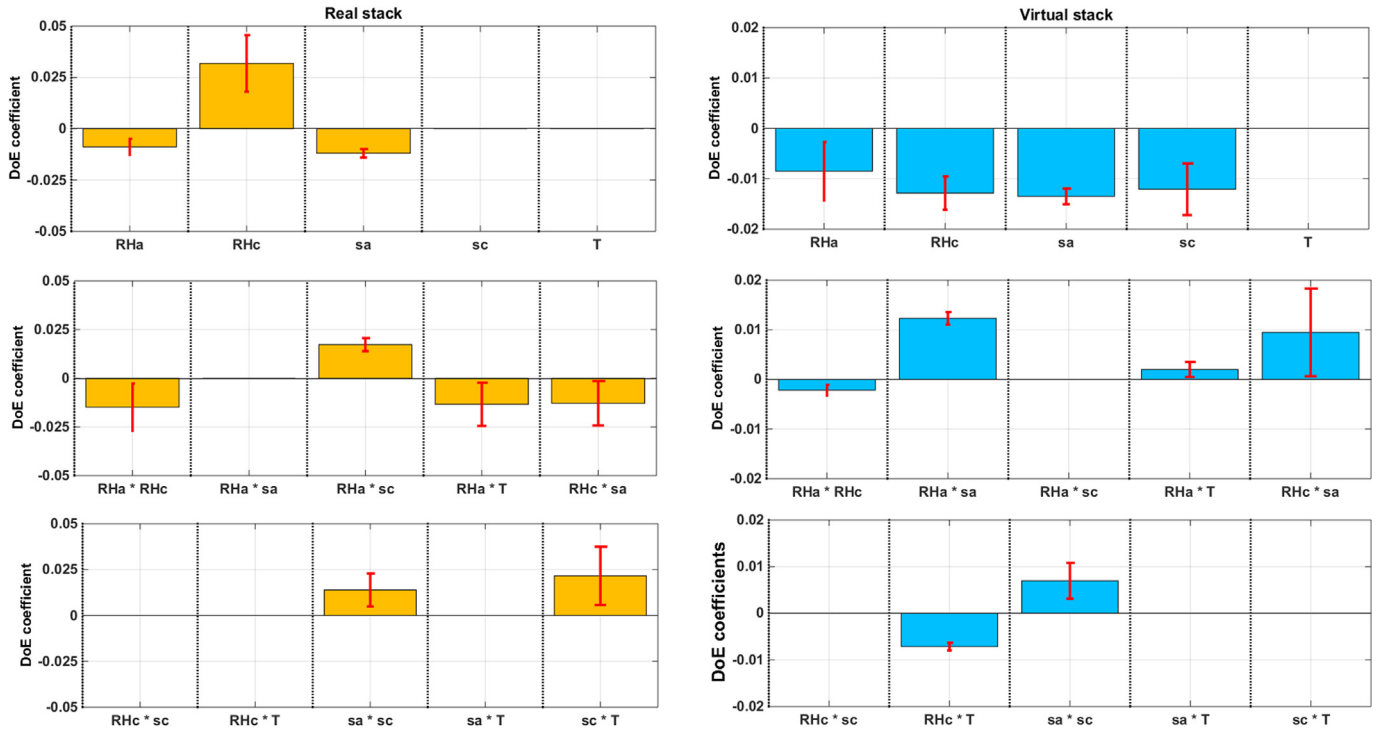 Real stack
DoE coefficient
0.05
0.025
0
-0.025
-0.05
RHa RHc sa sc T
DoE coefficient
0.05
0.025
0
-0.025
-0.05
RHa * RHc RHa * sa RHa * sc RHa * T RHc * sa
DoE coefficient
0.05
0.025
0
-0.025
-0.05
RHc * sc RHc * T sa * sc sa * T sc * T
Virtual stack
DoE coefficient
0.02
0.01
0
-0.01
-0.02
RHa RHc sa sc T
DoE coefficient
0.02
0.01
0
-0.01
-0.02
RHa * RHc RHa * sa RHa * sc RHa * T RHc * sa
DoE coefficients
0.02
0.01
0
-0.01
-0.02
RHc * sc RHc * T sa * sc sa * T sc * T